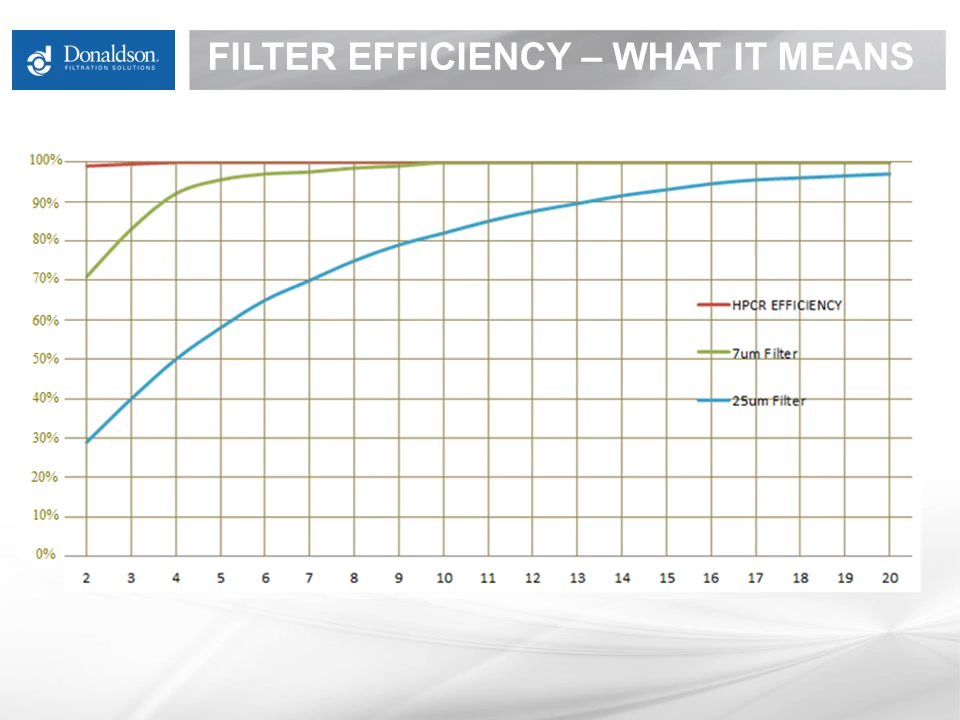 Donaldson.
FILTRATION SOLUTIONS
FILTER EFFICIENCY – WHAT IT MEANS
100%
90%
80%
70%
60%
50%
40%
30%
20%
10%
0%
HPCR EFFICIENCY
7um Filter
25um Filter
2 3 4 5 6 7 8 9 10 11 12 13 14 15 16 17 18 19 20